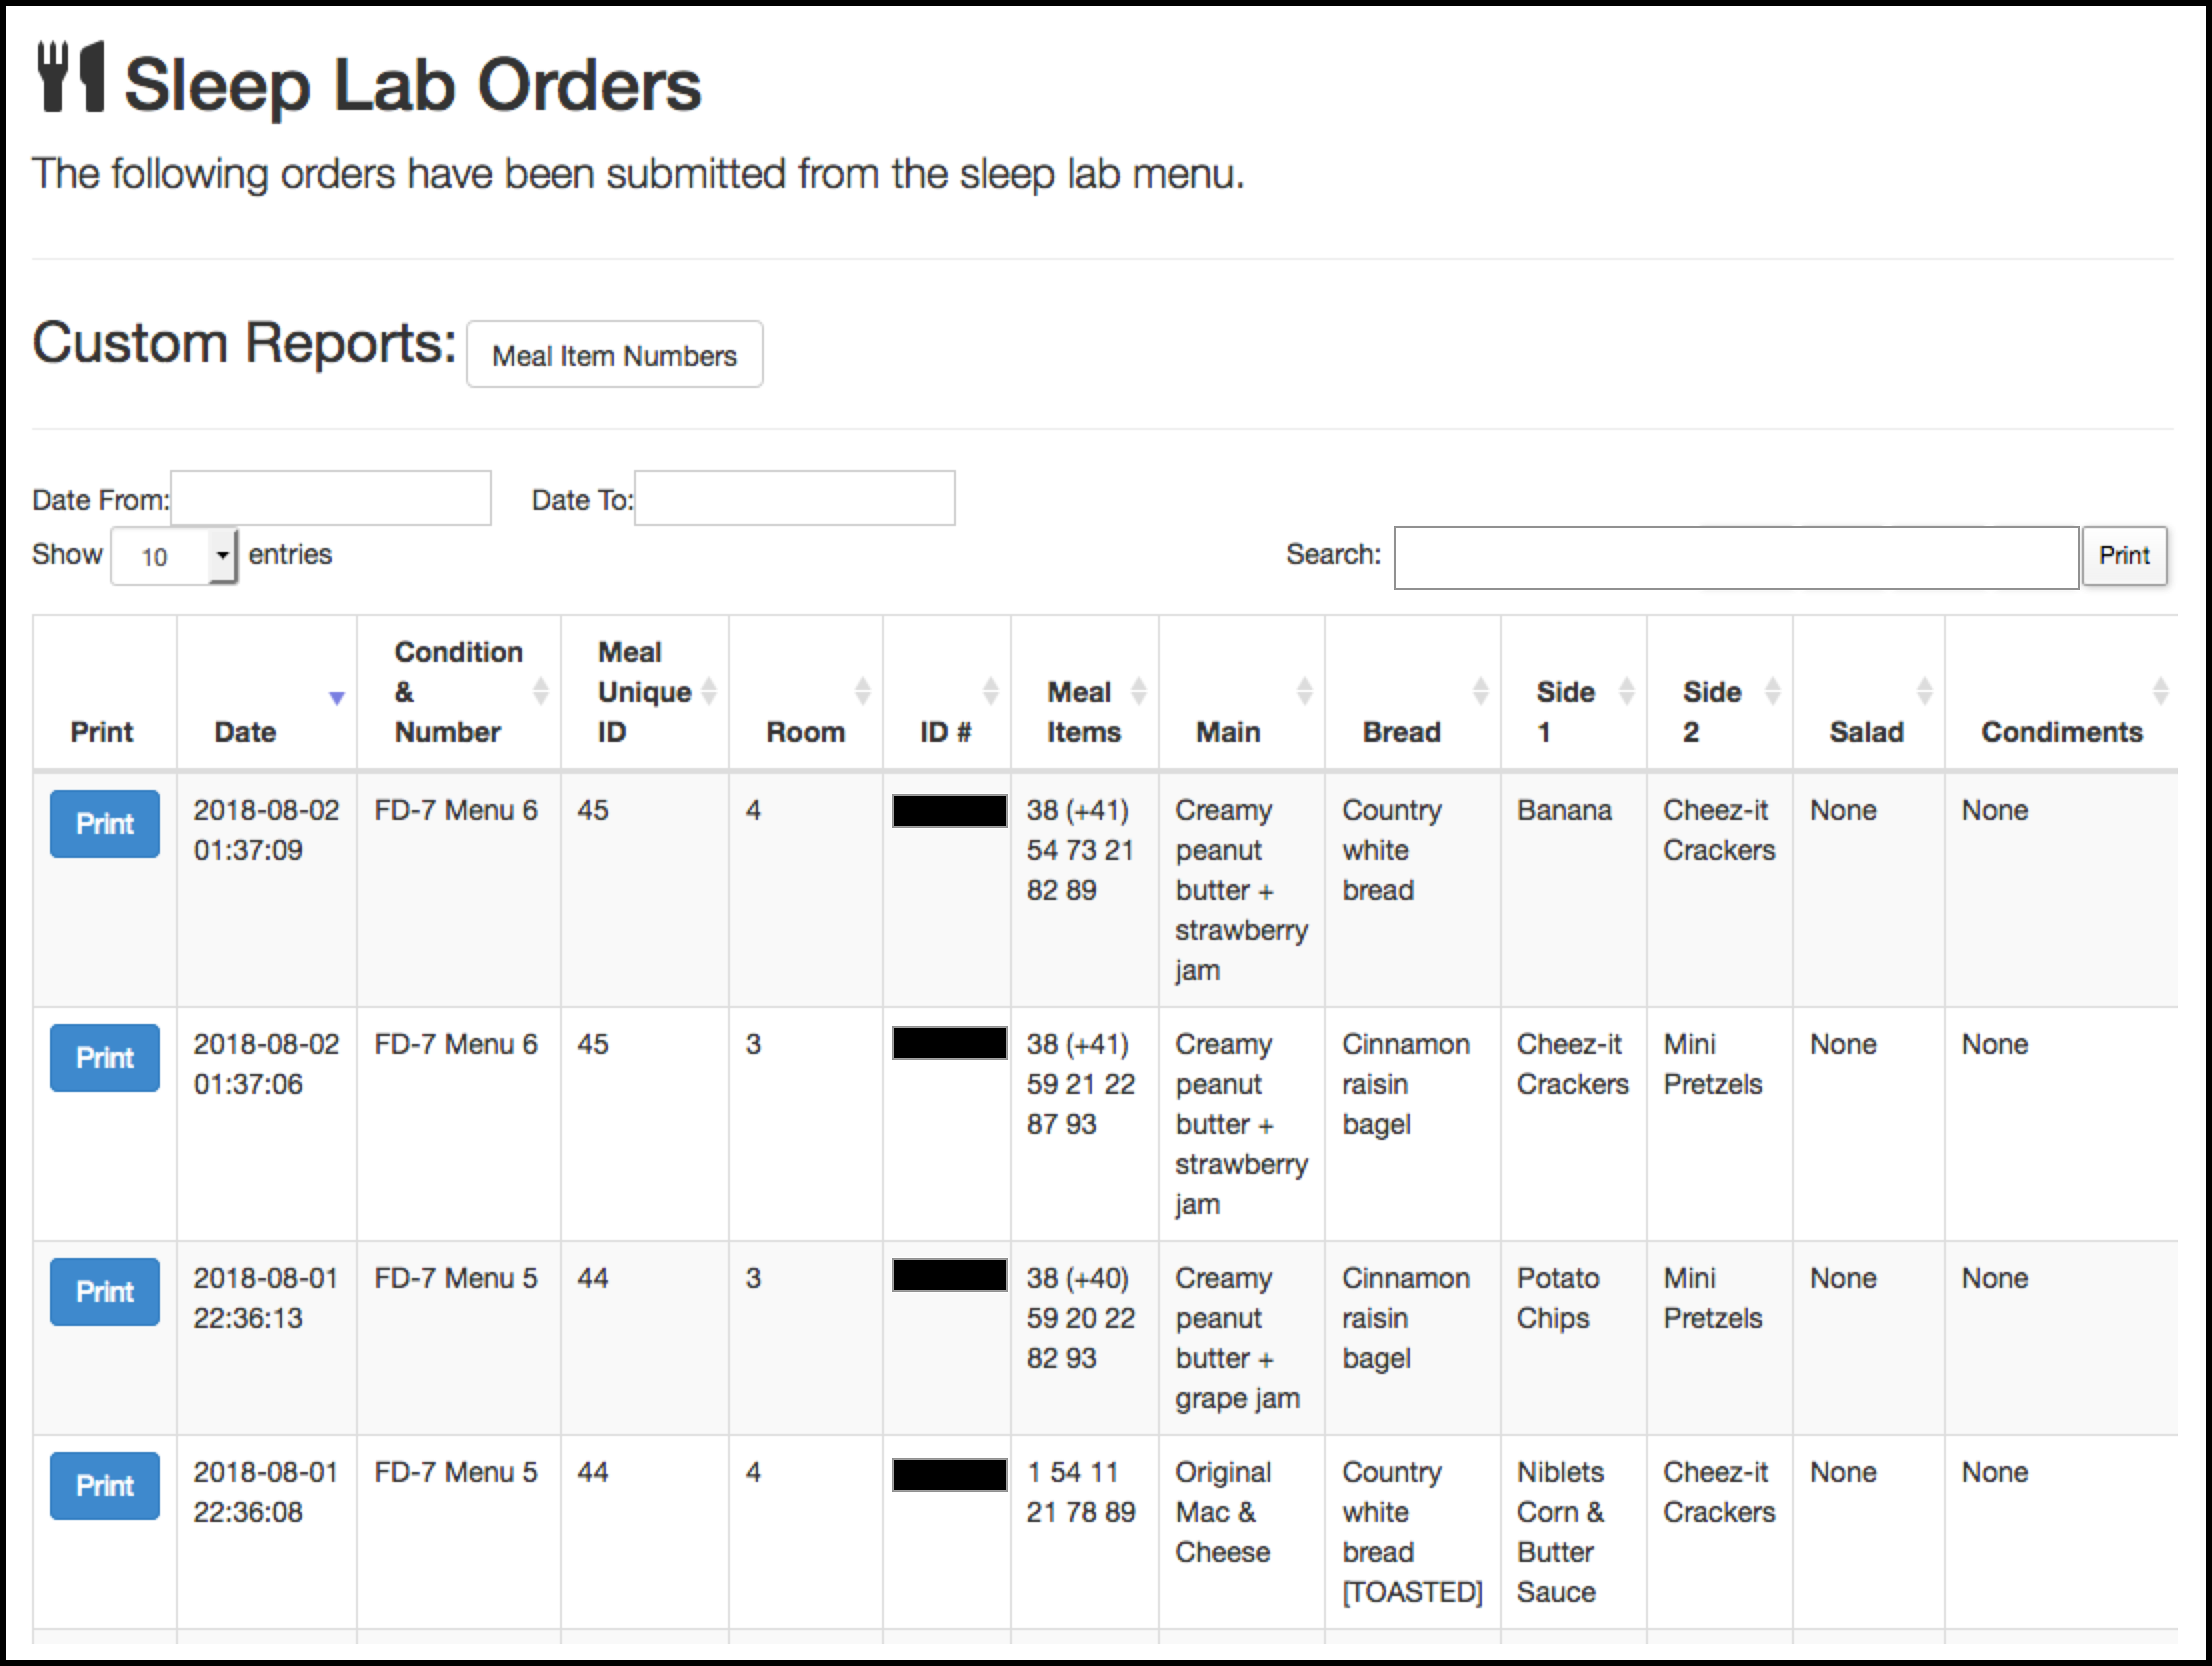 Sleep Lab Orders
The following orders have been submitted from the sleep lab menu.
Custom Reports: Meal Item Numbers
Date From: Date To:
Show 10 entries Search: Print
Print Date Condition & Number Meal Unique ID Room ID # Meal Items Main Bread Side 1 Side 2 Salad Condiments
Print 2018-08-02 01:37:09 FD-7 Menu 6 45 4 38 (+41) 54 73 21 82 89 Creamy peanut butter + strawberry jam Country white bread Banana Cheez-it Crackers None None
Print 2018-08-02 01:37:06 FD-7 Menu 6 45 3 38 (+41) 59 21 22 87 93 Creamy peanut butter + strawberry jam Cinnamon raisin bagel Cheez-it Crackers Mini Pretzels None None
Print 2018-08-01 22:36:13 FD-7 Menu 5 44 3 38 (+40) 59 20 22 82 93 Creamy peanut butter + grape jam Cinnamon raisin bagel Potato Chips Mini Pretzels None None
Print 2018-08-01 22:36:08 FD-7 Menu 5 44 4 1 54 11 21 78 89 Original Mac & Cheese Country white bread [TOASTED] Niblets Corn & Butter Sauce Cheez-it Crackers None None